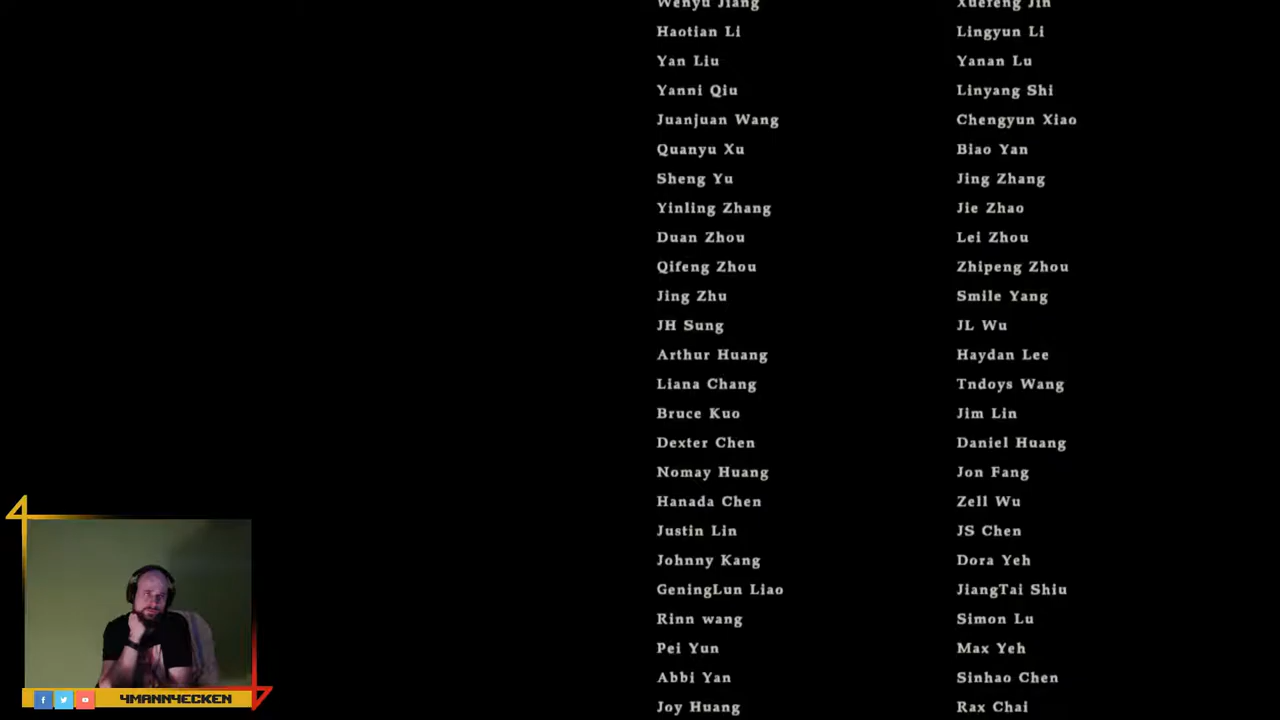 Wenyu Jiang Xuefeng Jin
Haotian Li Lingyun Li
Yan Liu Yanan Lu
Yanni Qiu Linyang Shi
Juanjuan Wang Chengyun Xiao
Quanyu Xu Biao Yan
Sheng Yu Jing Zhang
Yinling Zhang Jie Zhao
Duan Zhou Lei Zhou
Qifeng Zhou Zhipeng Zhou
Jing Zhu Smile Yang
JH Sung JL Wu
Arthur Huang Haydan Lee
Liana Chang Tndoys Wang
Bruce Kuo Jim Lin
Dexter Chen Daniel Huang
Nomay Huang Jon Fang
Hanada Chen Zell Wu
Justin Lin JS Chen
Johnny Kang Dora Yeh
GeningLun Liao JiangTai Shiu
Rinn wang Simon Lu
Pei Yun Max Yeh
Abbi Yan Sinhao Chen
Joy Huang Rax Chai
4MANN4ECKEN